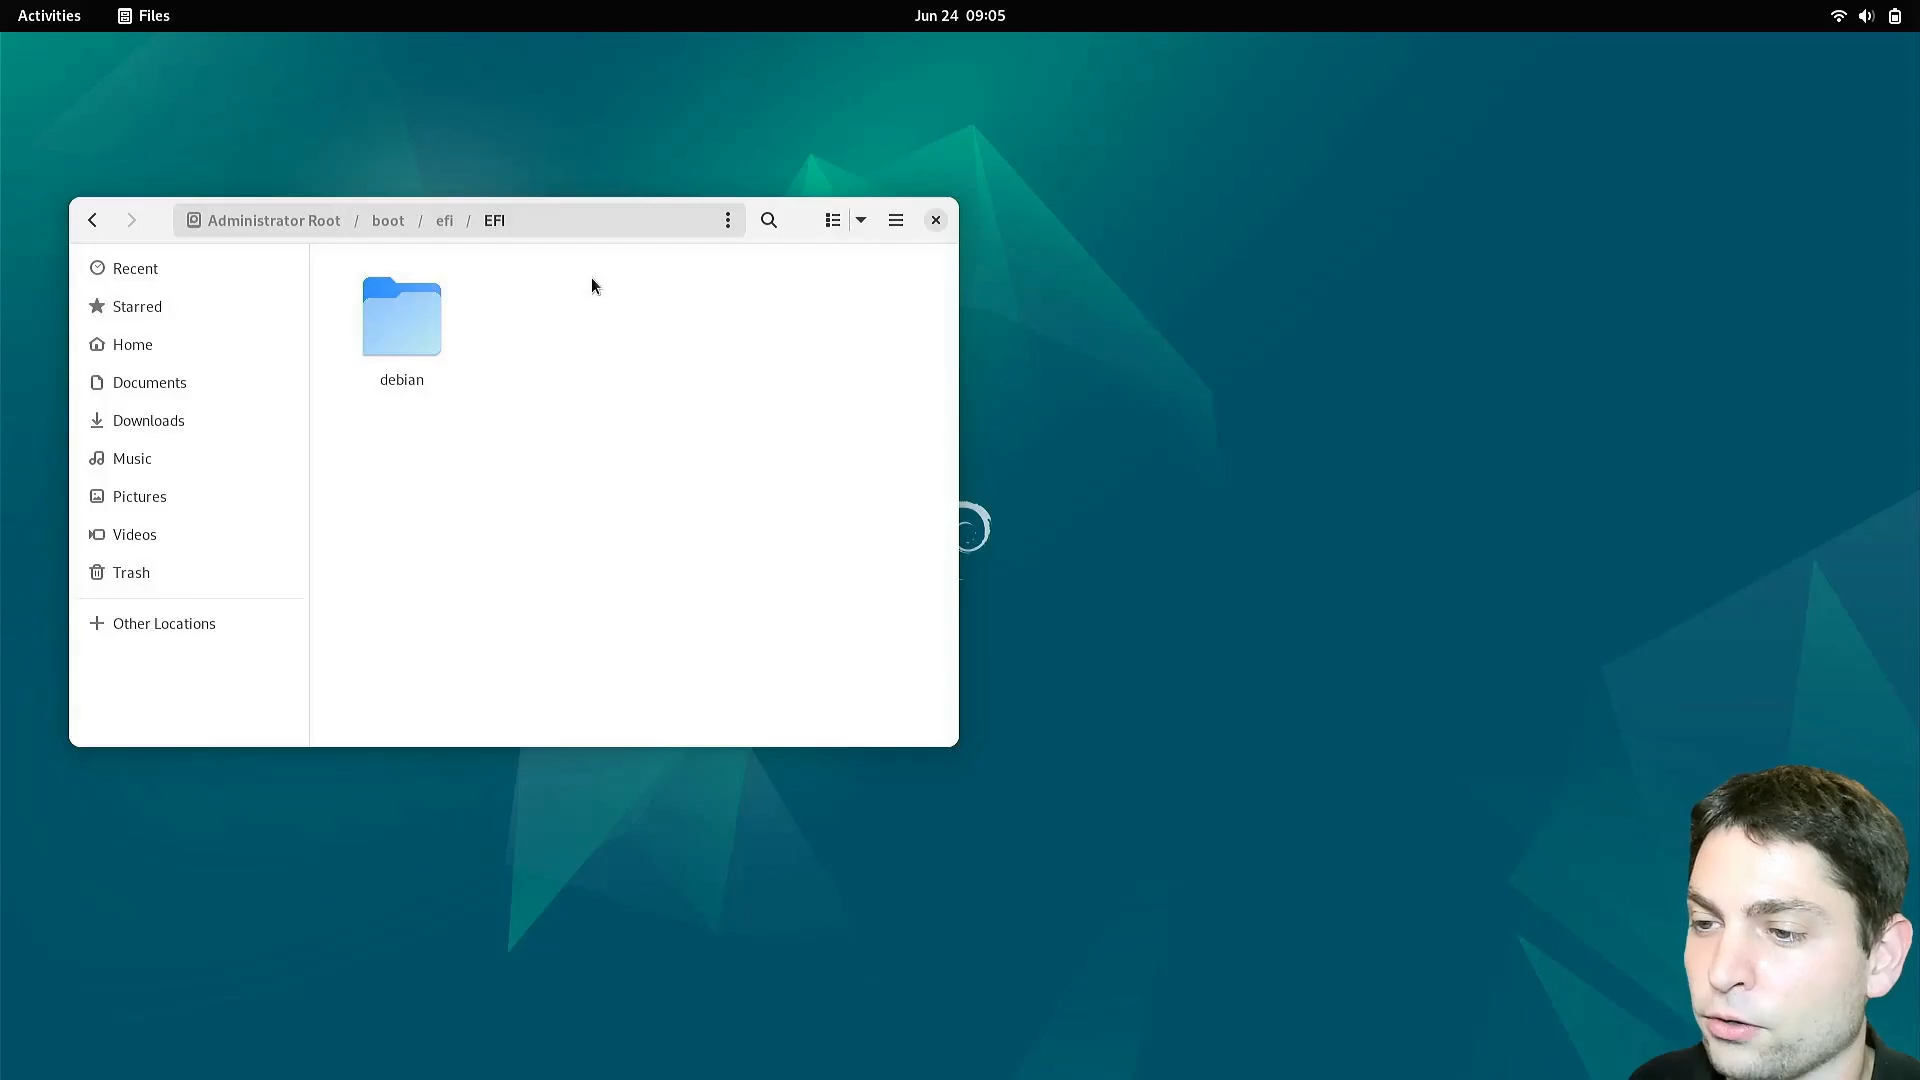 Activities
Files
Jun 24 09:05
Administrator Root / boot / efi / EFI
Recent
Starred
Home
Documents
Downloads
Music
Pictures
Videos
Trash
Other Locations
debian